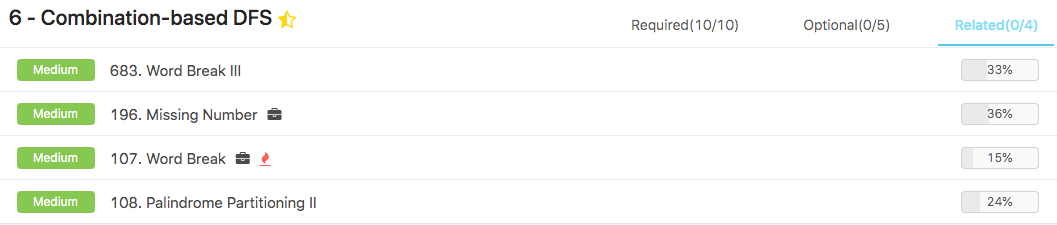 6 - Combination-based DFS
Required(10/10) Optional(0/5) Related(0/4)
Medium 683. Word Break III 33%
Medium 196. Missing Number 36%
Medium 107. Word Break 15%
Medium 108. Palindrome Partitioning II 24%